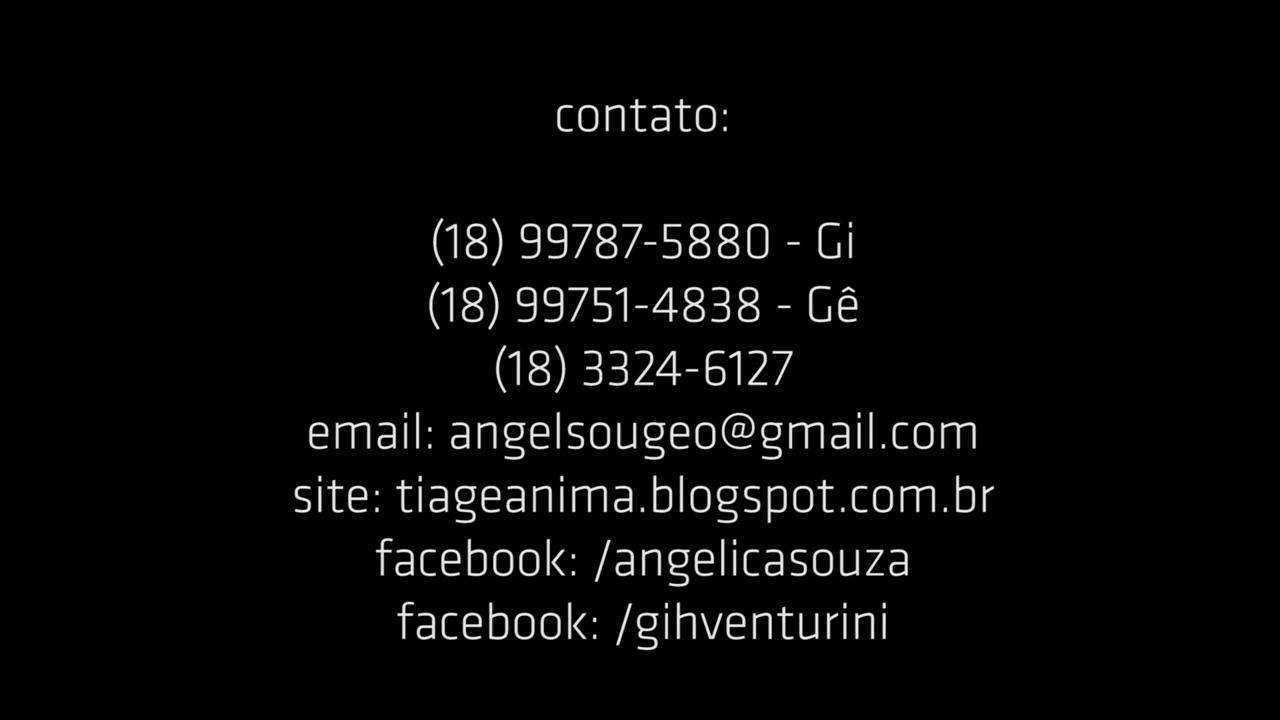 contato:
(18) 99787-5880 - Gi
(18) 99751-4838 - Gê
(18) 3324-6127
email: angelsougeo@gmail.com
site: tiageanima.blogspot.com.br
facebook: /angelicasouza
facebook: /gihventurini